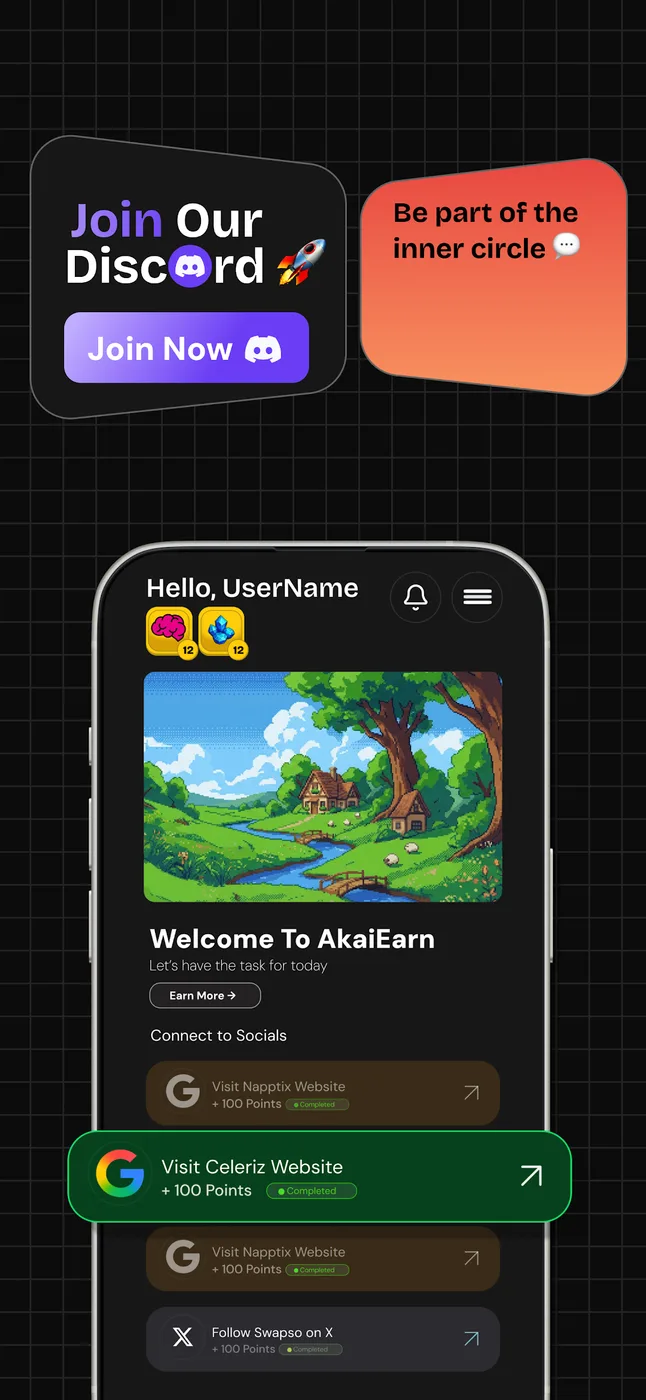 Join Our
Discord
Join Now
Be part of the
inner circle
Hello, UserName
12
12
Welcome To AkaiEarn
Let's have the task for today
Earn More →
Connect to Socials
Visit Napptix Website
+ 100 Points Completed
Visit Celeriz Website
+ 100 Points Completed
Visit Napptix Website
+ 100 Points Completed
Follow Swapso on X
+ 100 Points Completed